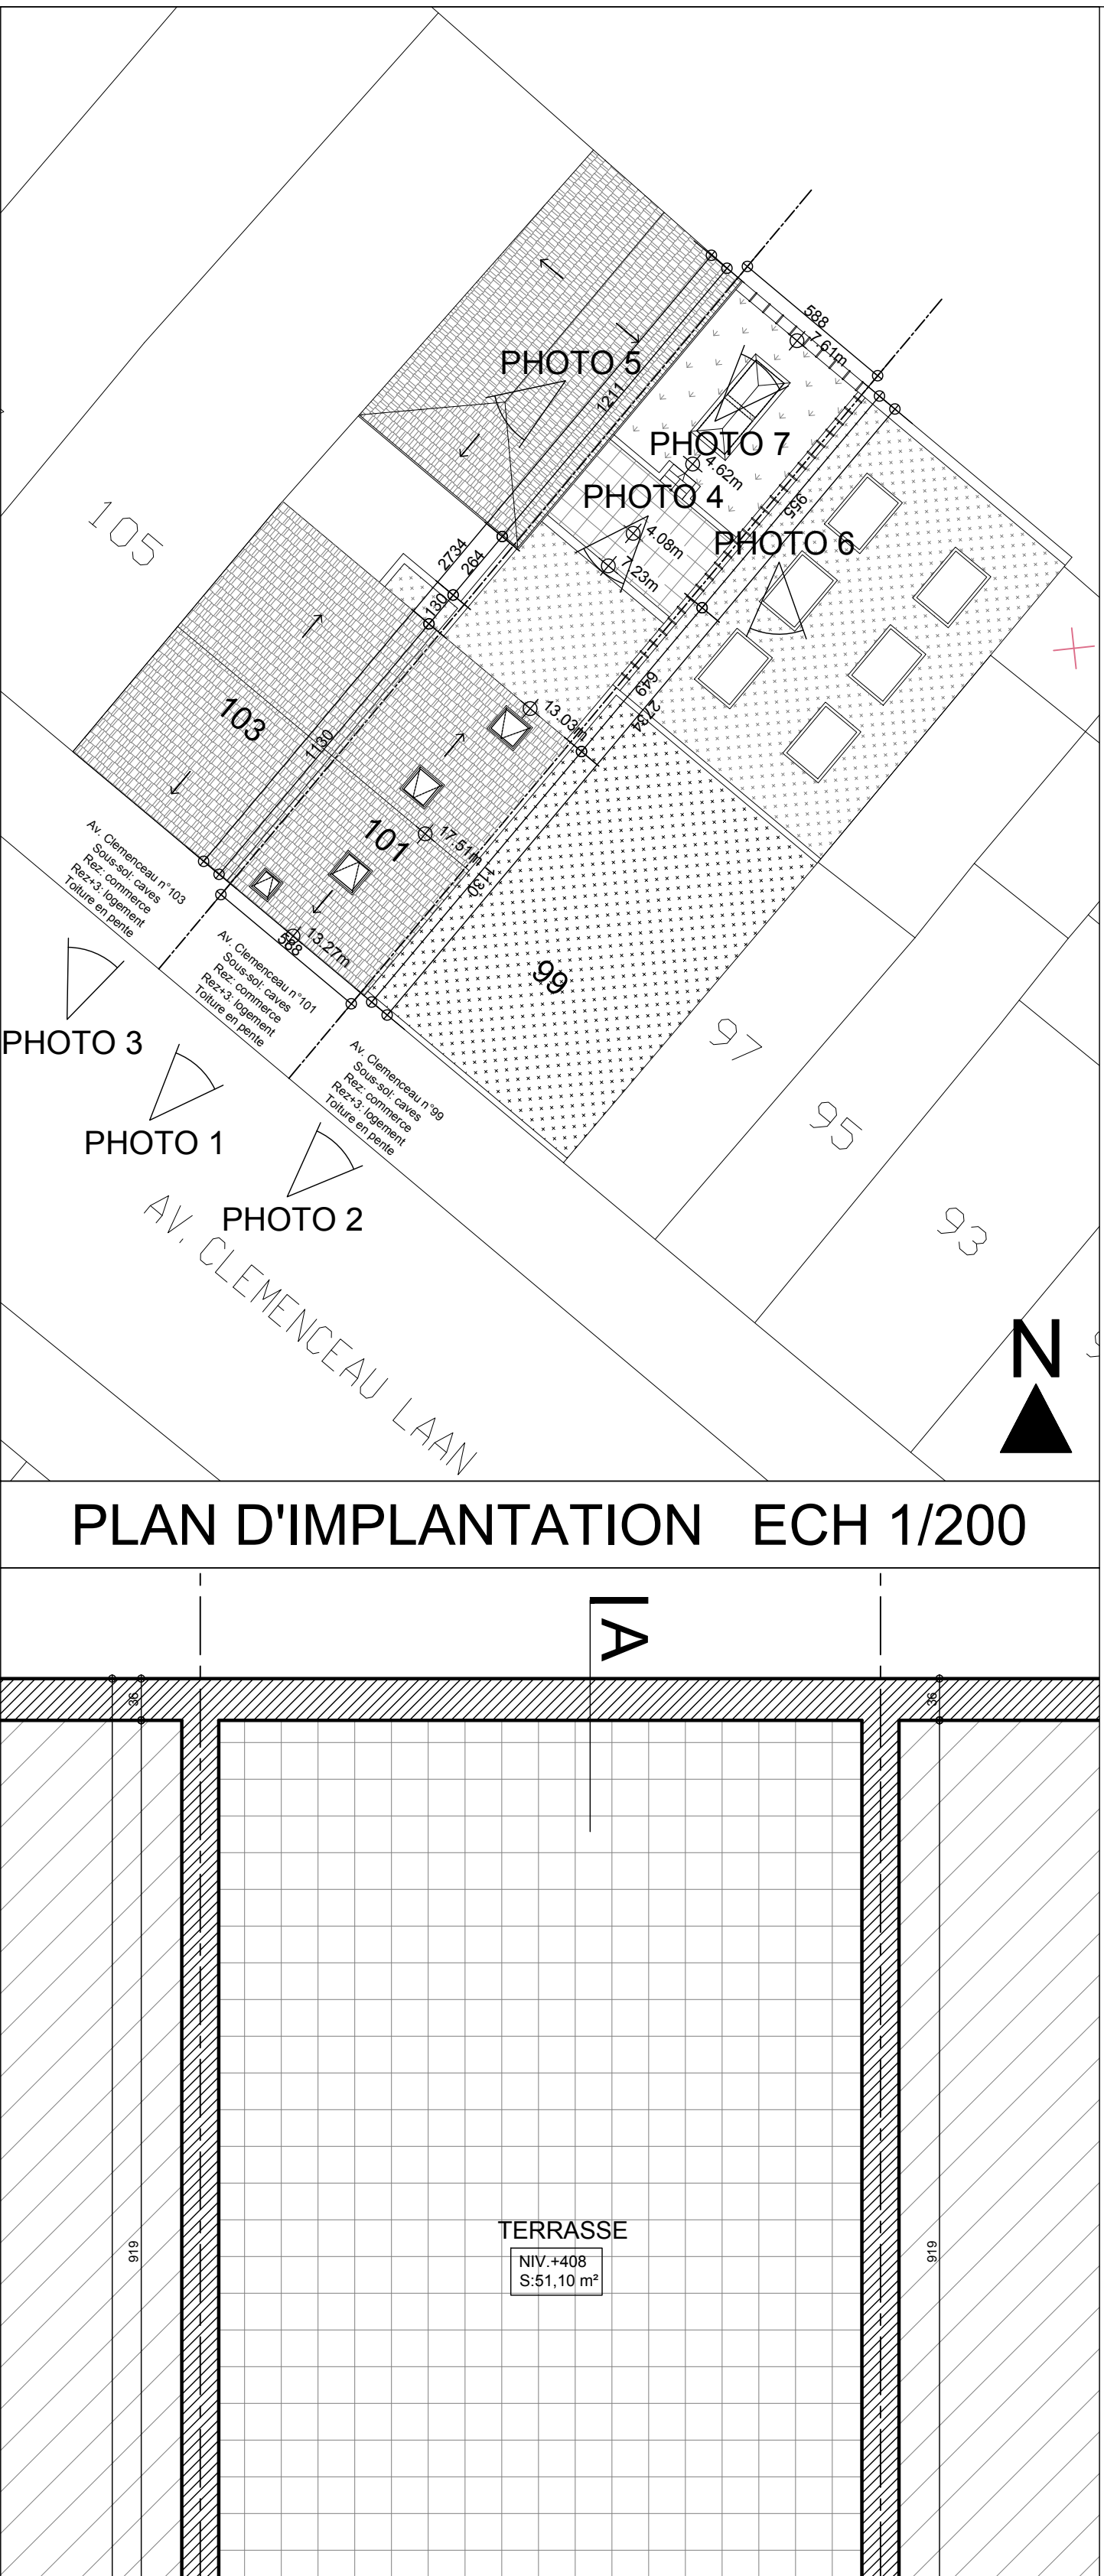 588
7.61m
PHOTO 5
1211
PHOTO 7
4.62m
PHOTO 4
955
4.08m
PHOTO 6
7.23m
105
2734
264
130
649
2734
13.03m
103
1130
101
17.51m
1130
13.27m
588
99
97
95
93
Av. Clemenceau n°103
Sous-sol: caves
Rez: commerce
Rez+3: logement
Toiture en pente
Av. Clemenceau n°101
Sous-sol: caves
Rez: commerce
Rez+3: logement
Toiture en pente
Av. Clemenceau n°99
Sous-sol: caves
Rez: commerce
Rez+3: logement
Toiture en pente
PHOTO 3
PHOTO 1
PHOTO 2
AV. CLEMENCEAU LAAN
N
PLAN D'IMPLANTATION ECH 1/200
A
36
36
TERRASSE
NIV.+408
S:51,10 m²
919
919